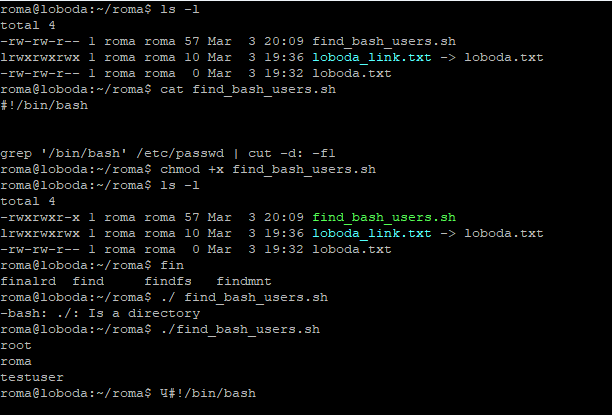 roma@loboda:~/roma$ ls -l
total 4
-rw-rw-r-- 1 roma roma 57 Mar  3 20:09 find_bash_users.sh
lrwxrwxrwx 1 roma roma 10 Mar  3 19:36 loboda_link.txt -> loboda.txt
-rw-rw-r-- 1 roma roma  0 Mar  3 19:32 loboda.txt
roma@loboda:~/roma$ cat find_bash_users.sh
#!/bin/bash
grep '/bin/bash' /etc/passwd | cut -d: -f1
roma@loboda:~/roma$ chmod +x find_bash_users.sh
roma@loboda:~/roma$ ls -l
total 4
-rwxrwxr-x 1 roma roma 57 Mar  3 20:09 find_bash_users.sh
lrwxrwxrwx 1 roma roma 10 Mar  3 19:36 loboda_link.txt -> loboda.txt
-rw-rw-r-- 1 roma roma  0 Mar  3 19:32 loboda.txt
roma@loboda:~/roma$ fin
finalrd  find     findfs   findmnt
roma@loboda:~/roma$ ./ find_bash_users.sh
-bash: ./: Is a directory
roma@loboda:~/roma$ ./find_bash_users.sh
root
roma
testuser
roma@loboda:~/roma$ Ч#!/bin/bash